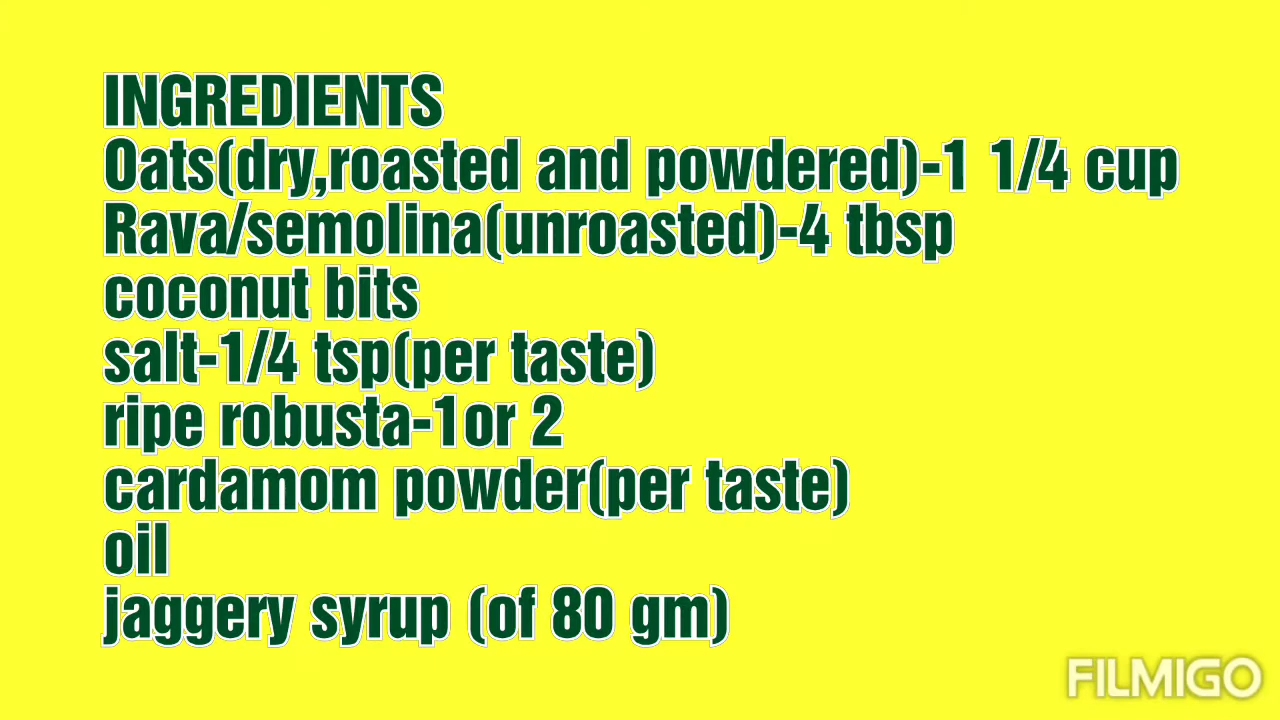 INGREDIENTS
Oats(dry,roasted and powdered)-1 1/4 cup
Rava/semolina(unroasted)-4 tbsp
coconut bits
salt-1/4 tsp(per taste)
ripe robusta-1or 2
cardamom powder(per taste)
oil
jaggery syrup (of 80 gm)
FILMIGO